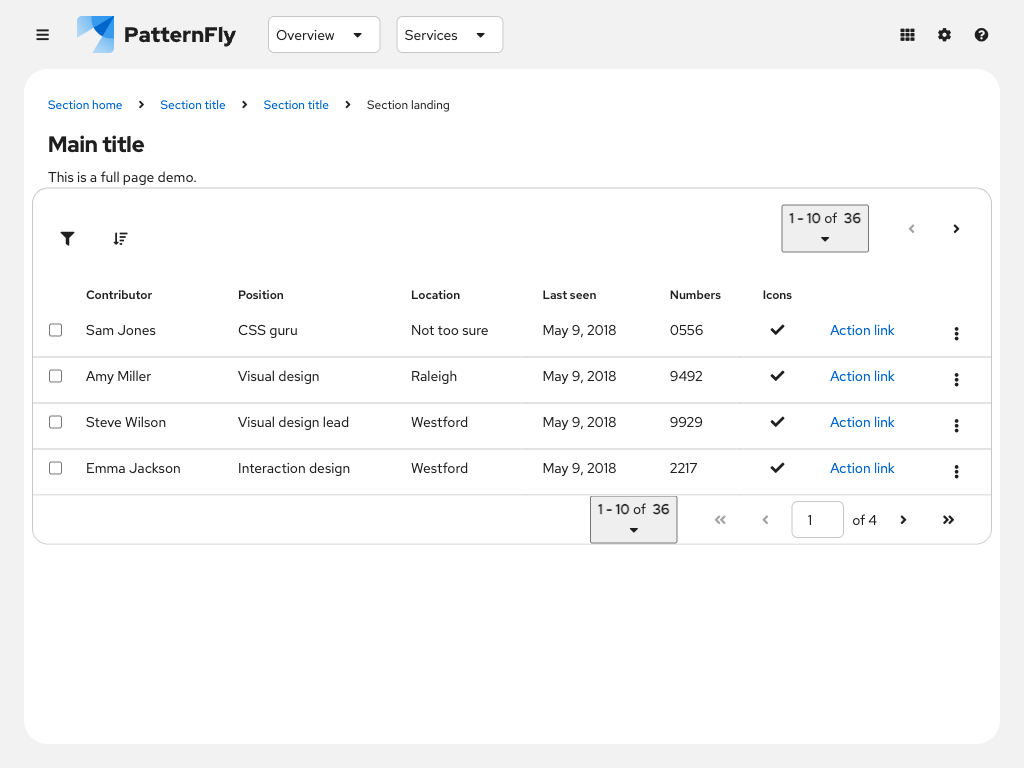 PatternFly Overview Services
Section home Section title Section title Section landing
Main title
This is a full page demo.
1 - 10 of 36
Contributor Position Location Last seen Numbers Icons
Sam Jones CSS guru Not too sure May 9, 2018 0556 Action link
Amy Miller Visual design Raleigh May 9, 2018 9492 Action link
Steve Wilson Visual design lead Westford May 9, 2018 9929 Action link
Emma Jackson Interaction design Westford May 9, 2018 2217 Action link
1 - 10 of 36 1 of 4